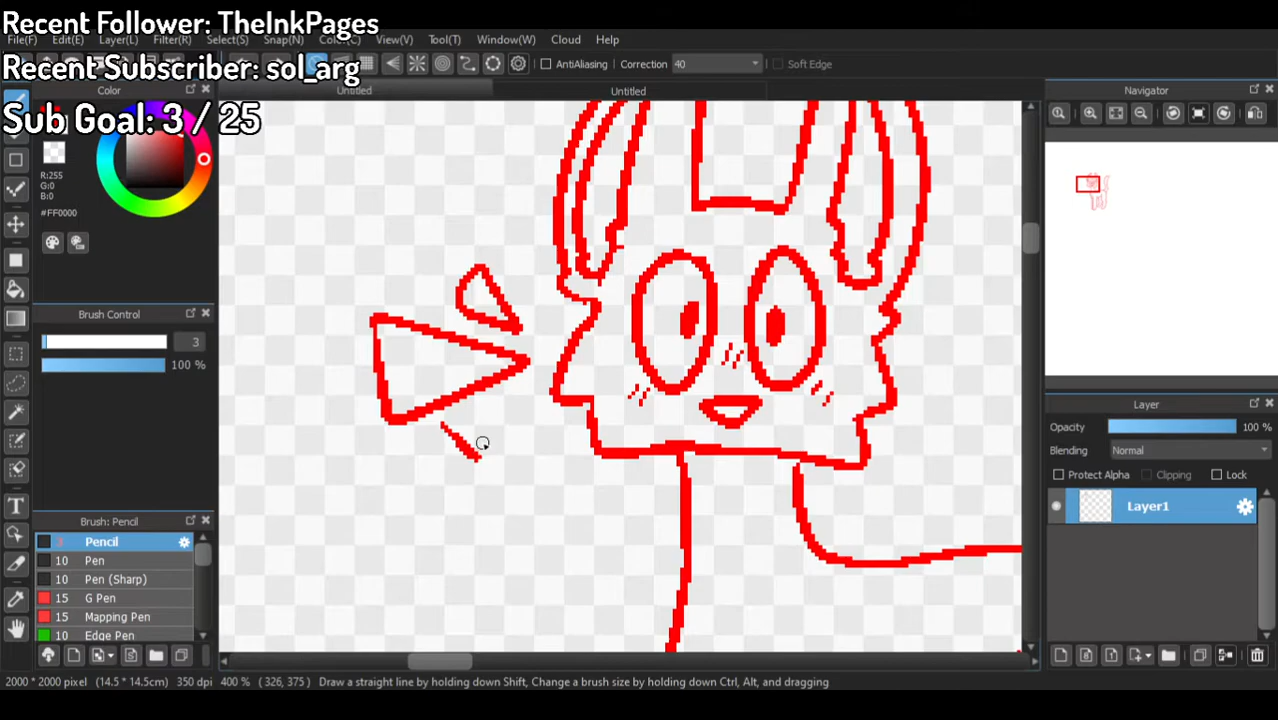 Recent Follower: TheInkPages
File(F) Edit(E) Layer(L) Filter(R) Select(S) Snap(N) Color(C) View(V) Tool(T) Window(W) Cloud Help
Recent Subscriber: sol_arg
AntiAliasing Correction 40 Soft Edge
Color
Untitled Untitled
Navigator
Sub Goal: 3 / 25
R:255
G:0
B:0
#FF0000
Brush Control
3
100 %
Layer
Opacity 100 %
Blending Normal
Protect Alpha Clipping Lock
Layer1
Brush: Pencil
3 Pencil
10 Pen
10 Pen (Sharp)
15 G Pen
15 Mapping Pen
10 Edge Pen
2000 * 2000 pixel (14.5 * 14.5cm) 350 dpi 400 % ( 326, 375 ) Draw a straight line by holding down Shift, Change a brush size by holding down Ctrl, Alt, and dragging